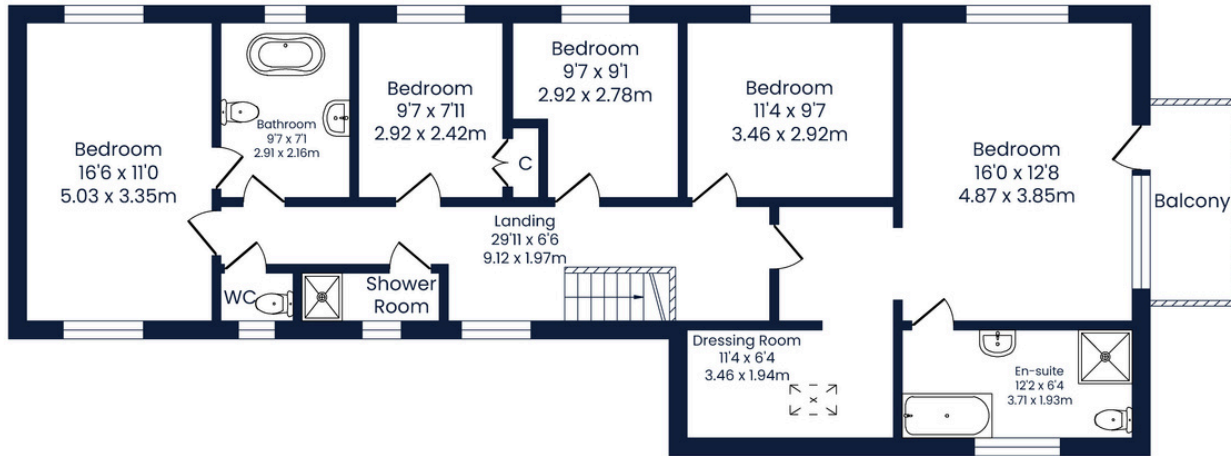 Bedroom
16'6 x 11'0
5.03 x 3.35m
Bathroom
9'7 x 7'1
2.91 x 2.16m
Bedroom
9'7 x 7'11
2.92 x 2.42m
C
Bedroom
9'7 x 9'1
2.92 x 2.78m
Bedroom
11'4 x 9'7
3.46 x 2.92m
Bedroom
16'0 x 12'8
4.87 x 3.85m
Balcony
Landing
29'11 x 6'6
9.12 x 1.97m
WC
Shower
Room
Dressing Room
11'4 x 6'4
3.46 x 1.94m
x
En-suite
12'2 x 6'4
3.71 x 1.93m